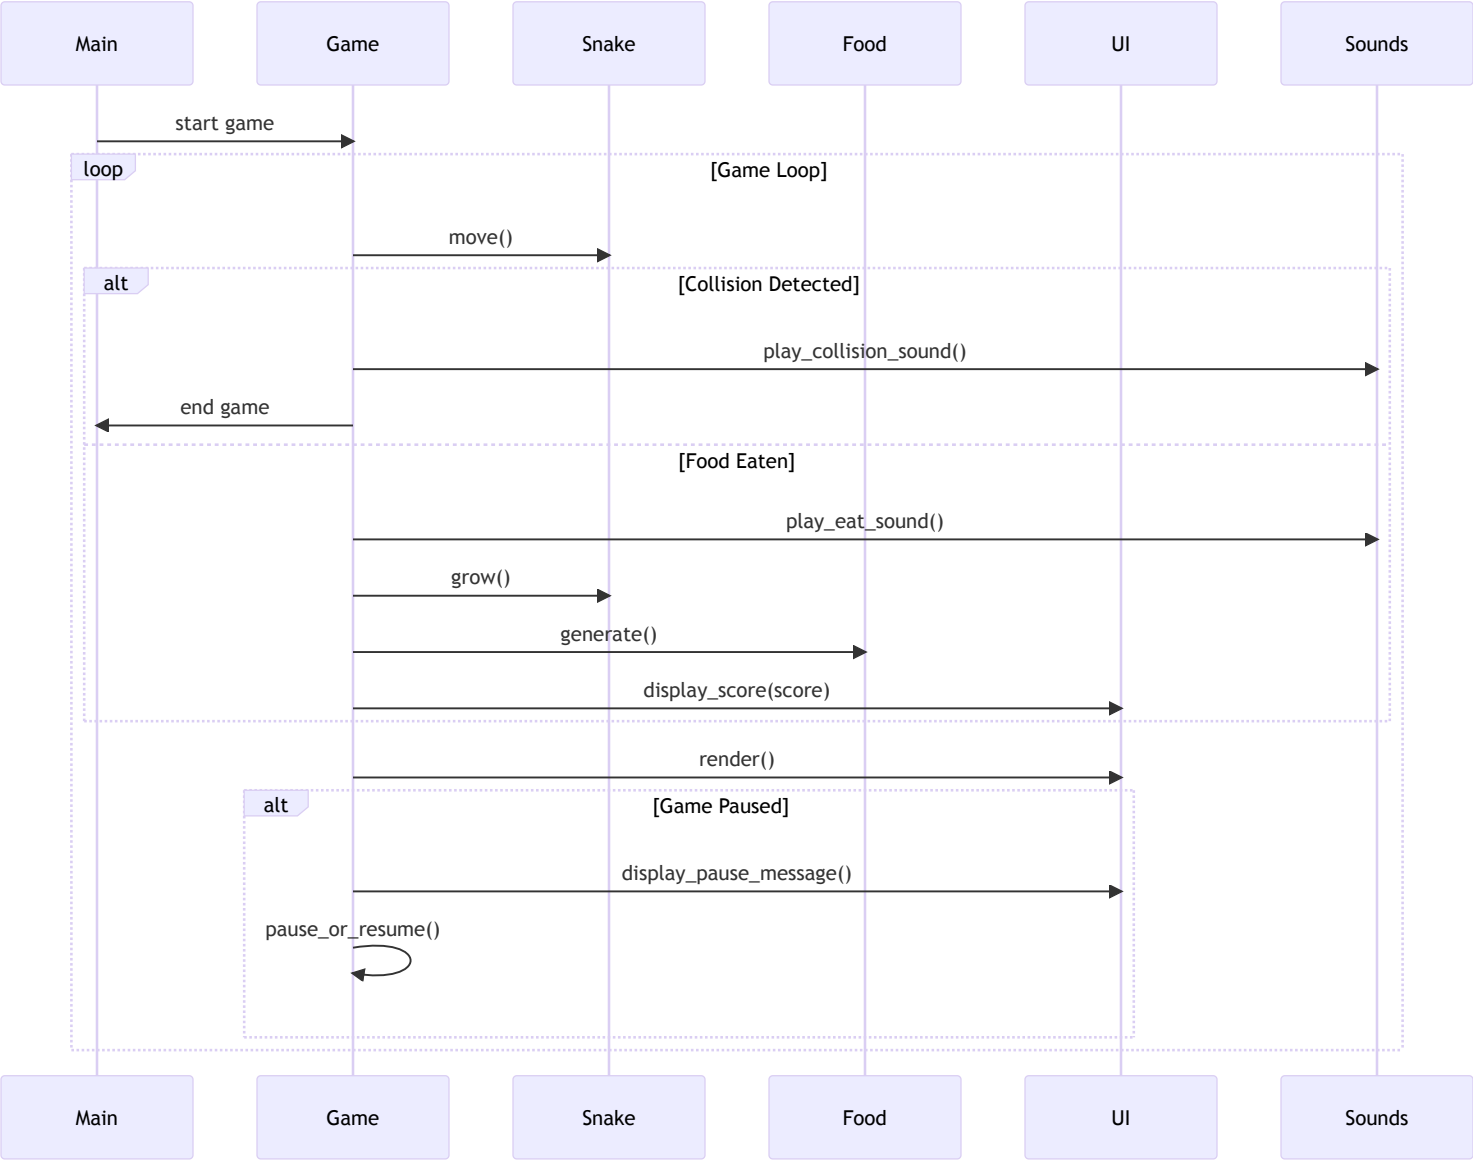 Main
Game
Snake
Food
UI
Sounds
start game
loop
[Game Loop]
move()
alt
[Collision Detected]
play_collision_sound()
end game
[Food Eaten]
play_eat_sound()
grow()
generate()
display_score(score)
render()
alt
[Game Paused]
display_pause_message()
pause_or_resume()
Main
Game
Snake
Food
UI
Sounds